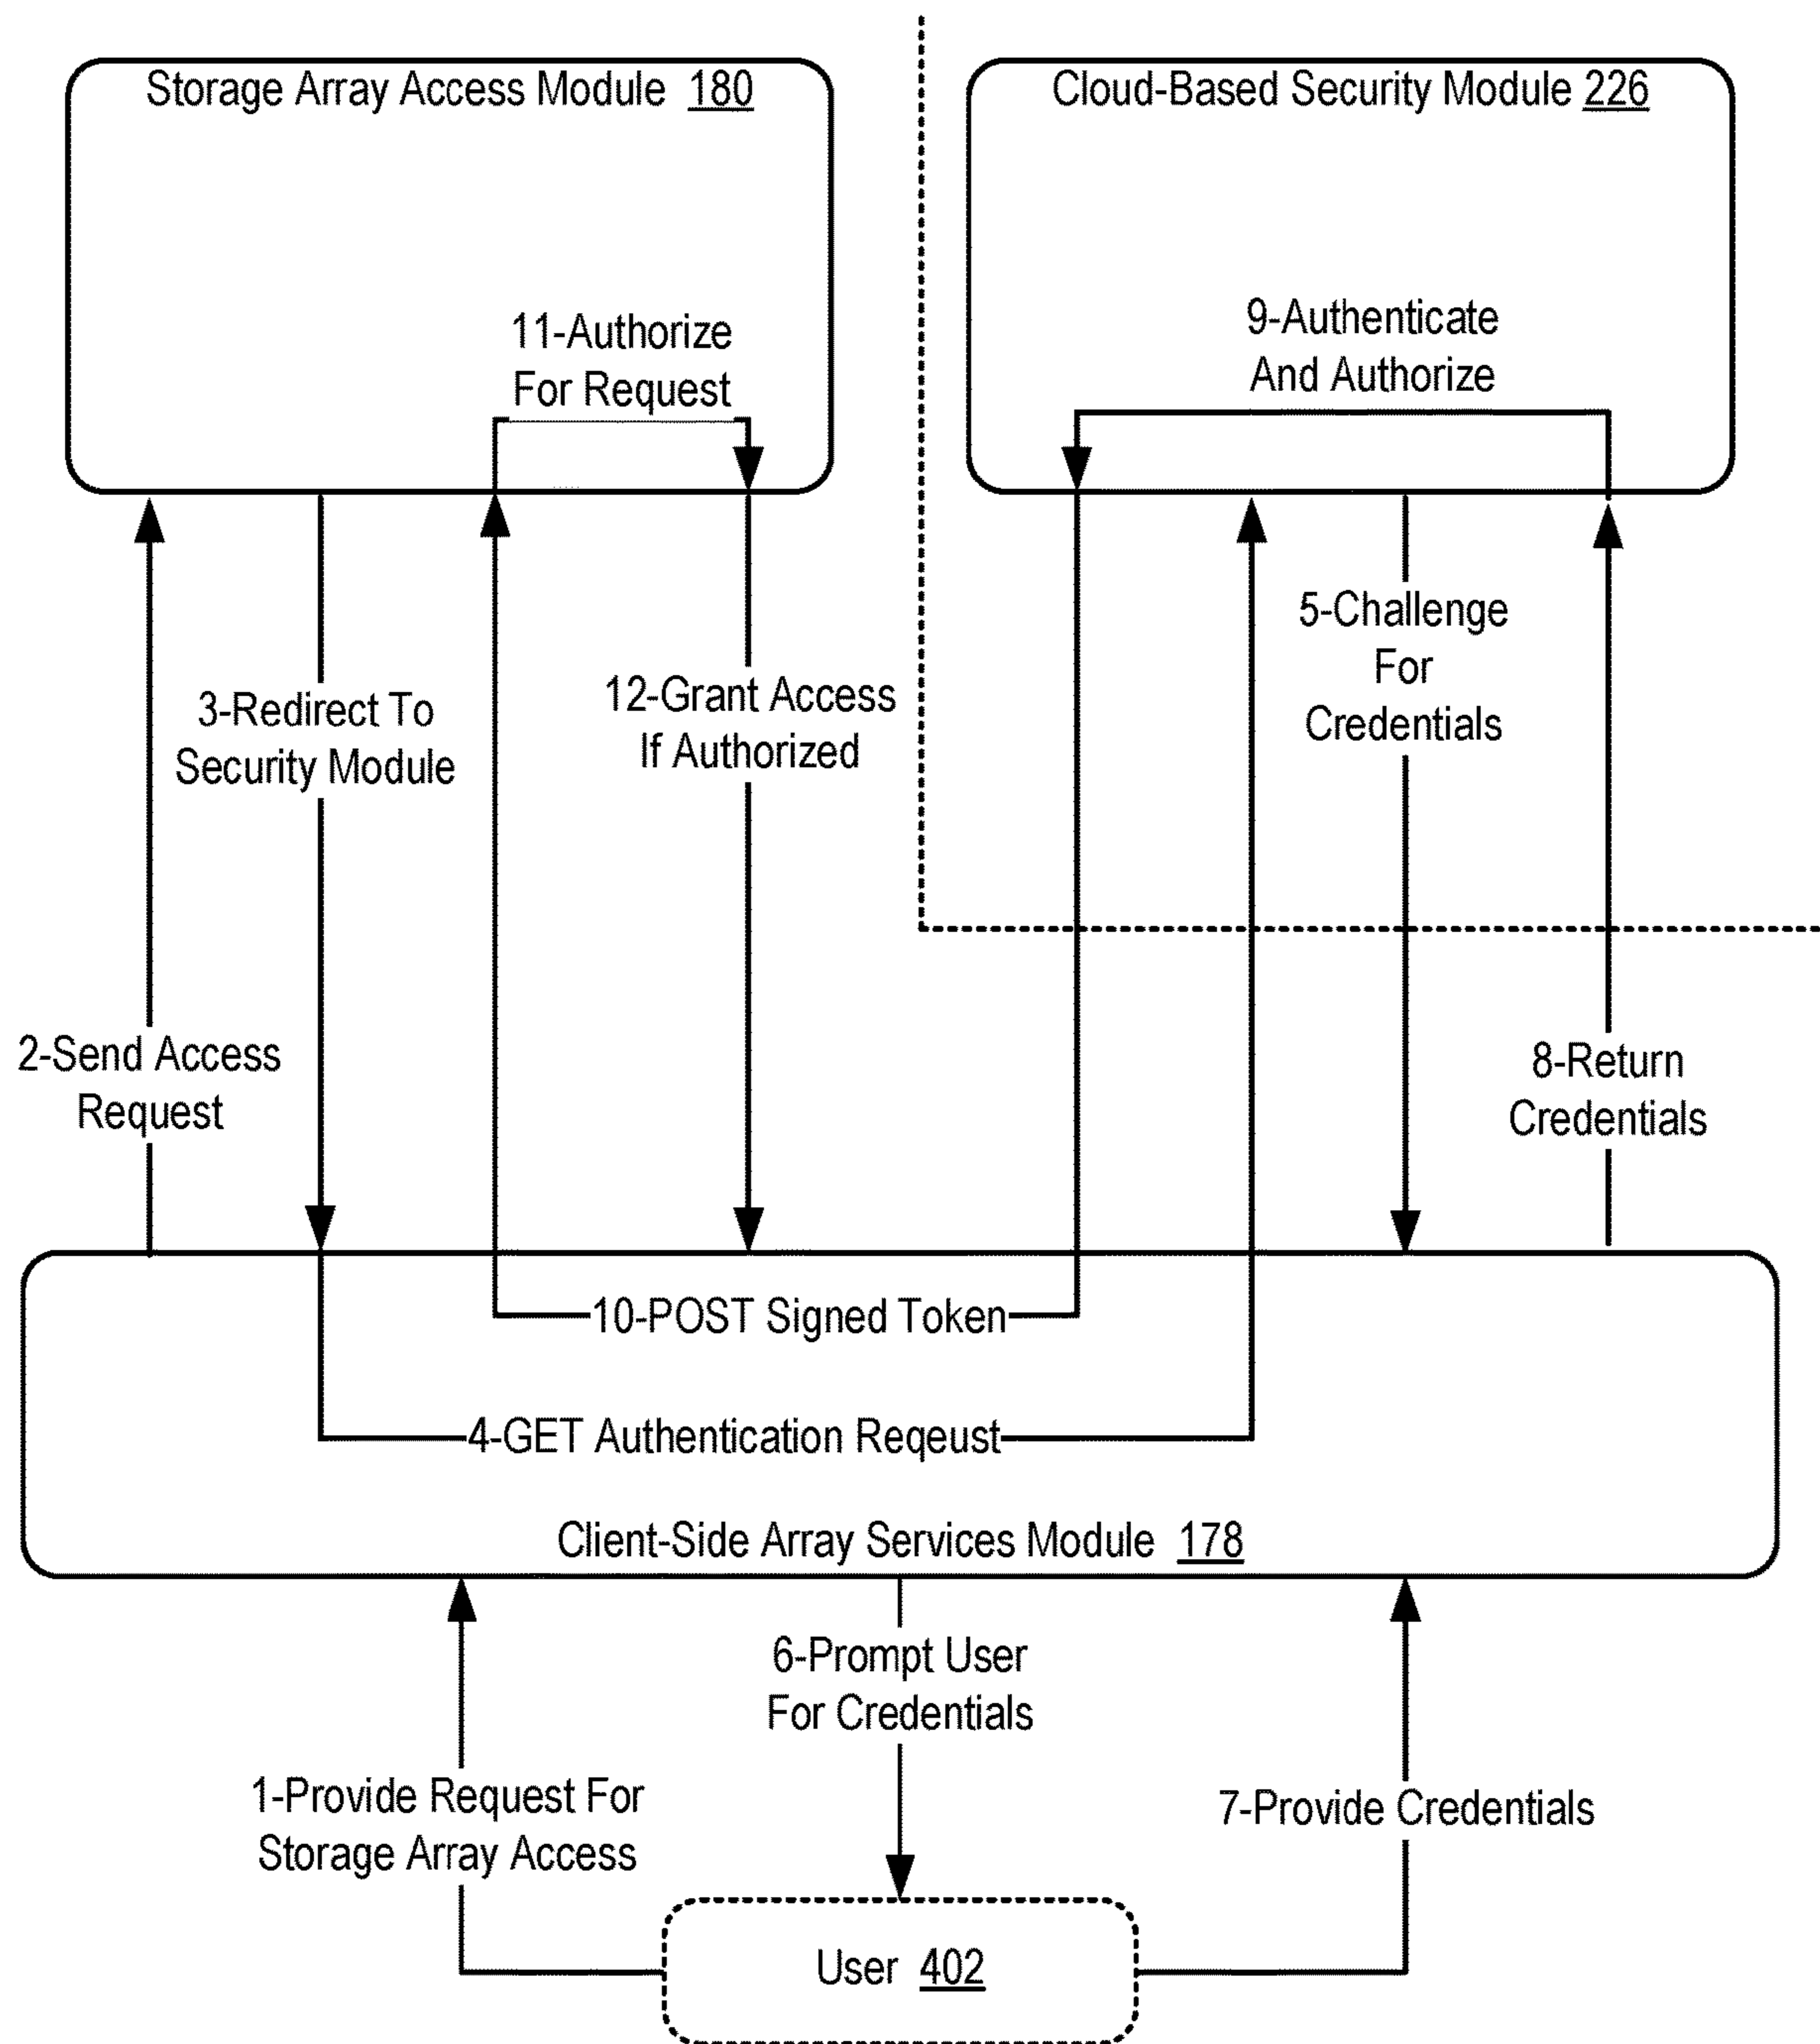 Storage Array Access Module 180
Cloud-Based Security Module 226
11-Authorize
For Request
9-Authenticate
And Authorize
5-Challenge
For
Credentials
3-Redirect To
Security Module
12-Grant Access
If Authorized
2-Send Access
Request
8-Return
Credentials
10-POST Signed Token
4-GET Authentication Reqeust
Client-Side Array Services Module 178
6-Prompt User
For Credentials
1-Provide Request For
Storage Array Access
7-Provide Credentials
User 402